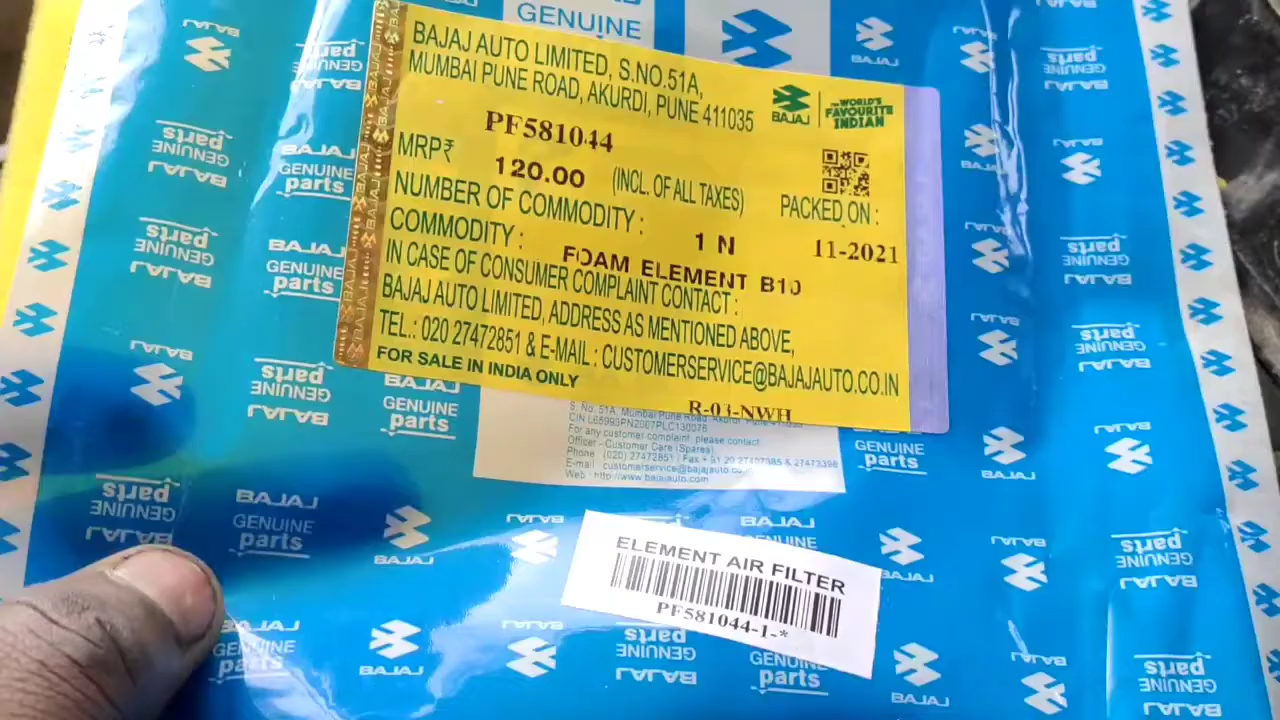 GENUINE
BAJAJ AUTO LIMITED, S.NO.51A,
MUMBAI PUNE ROAD, AKURDI, PUNE 411035
BAJAJ
THE WORLD'S
FAVOURITE
INDIAN
PF581044
MRP₹ 120.00 (INCL. OF ALL TAXES)
PACKED ON :
11-2021
NUMBER OF COMMODITY : 1 N
COMMODITY : FOAM ELEMENT B10
IN CASE OF CONSUMER COMPLAINT CONTACT :
BAJAJ AUTO LIMITED, ADDRESS AS MENTIONED ABOVE,
TEL.: 020 27472851 & E-MAIL : CUSTOMERSERVICE@BAJAJAUTO.CO.IN
FOR SALE IN INDIA ONLY
R-03-NWH
S. No. 51A, Mumbai Pune Road, Akurdi, Pune
CIN L65993PN2007PLC130076
For any customer complaint, please contact
Officer - Customer Care (Spares)
Phone : (020) 27472851 Fax + 91 20 & 27473398
E-mail : customerservice@bajajauto.co
Web : http://www.bajajauto.com
ELEMENT AIR FILTER
PF581044-1-*
BAJAJ
GENUINE
parts